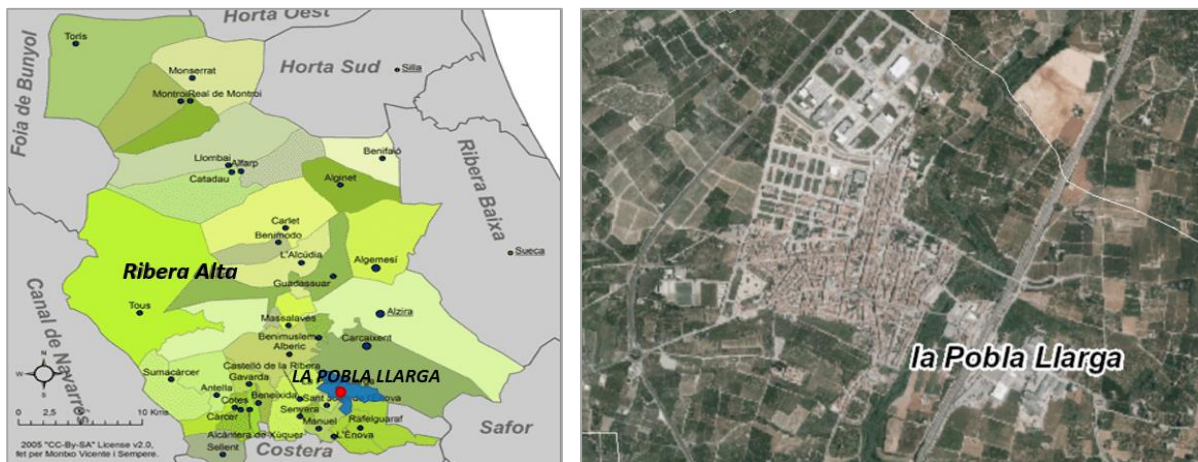 Horta Oest
Foia de Bunyol
Torís
Monserrat
Horta Sud
Silla
Montroi
Real de Montroi
Llombai
Alfarp
Catadau
Benifaió
Alginet
Ribera Baixa
Carlet
Benimodo
L'Alcúdia
Algemesí
Sueca
Ribera Alta
Guadassuar
Tous
Canal de Navarrés
Massalavés
Alzira
Benimuslem
Alberic
Carcaixent
Castelló de la Ribera
LA POBLA LLARGA
Sumacàrcer
Gavarda
Antella
Beneixida
Cotes
Càrcer
Senyera
Manuel
Rafelguaraf
L'Ènova
Alcàntera de Xúquer
Sellent
Costera
Safor
N
W
E
S
0 2,5 5 10 Kms
2005 "CC-By-SA" License v2.0,
fet per Montxo Vicente i Sempere.
la Pobla Llarga